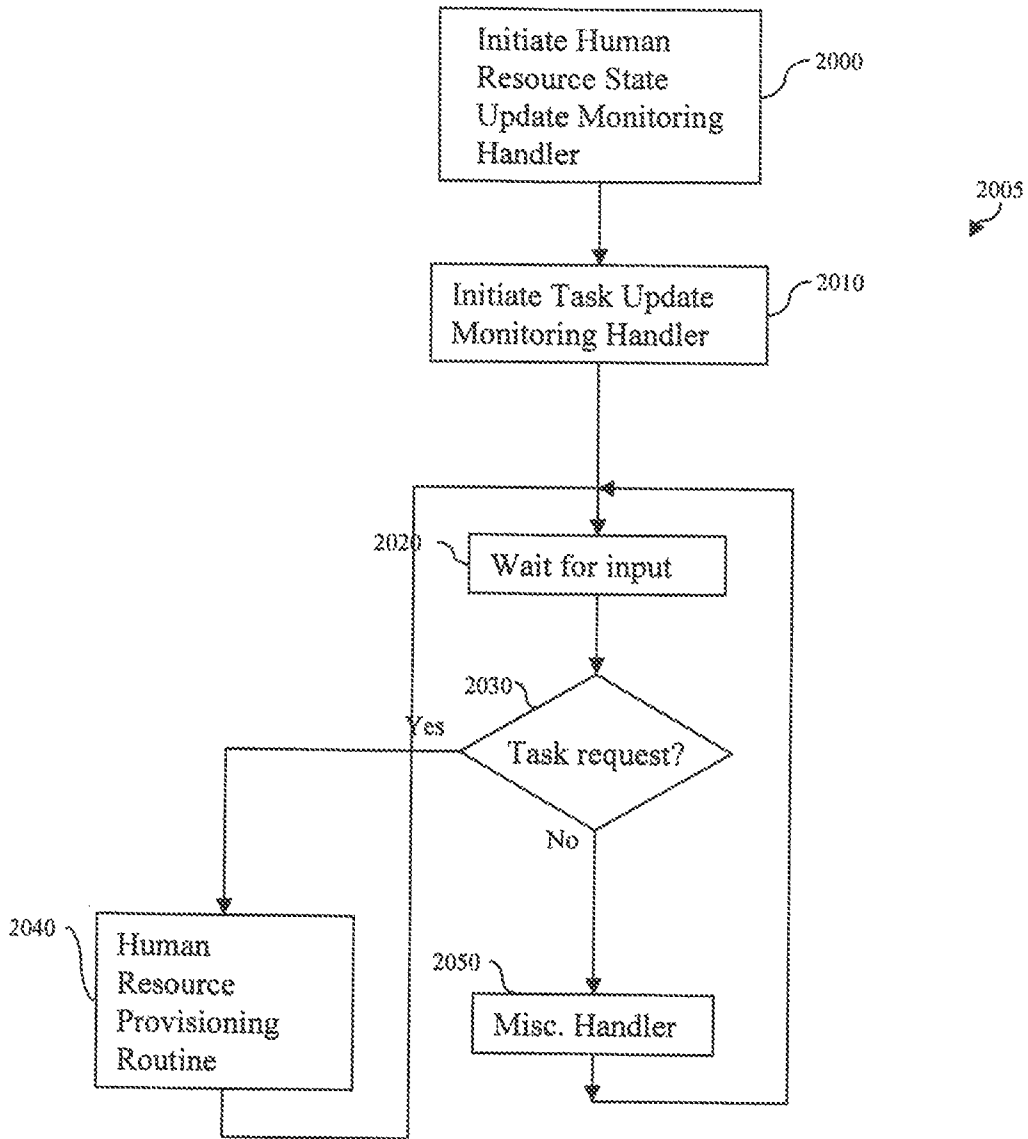 Initiate Human
Resource State
Update Monitoring
Handler
2000
2005
Initiate Task Update
Monitoring Handler
2010
2020
Wait for input
2030
Yes
Task request?
No
2040
Human
Resource
Provisioning
Routine
2050
Misc. Handler